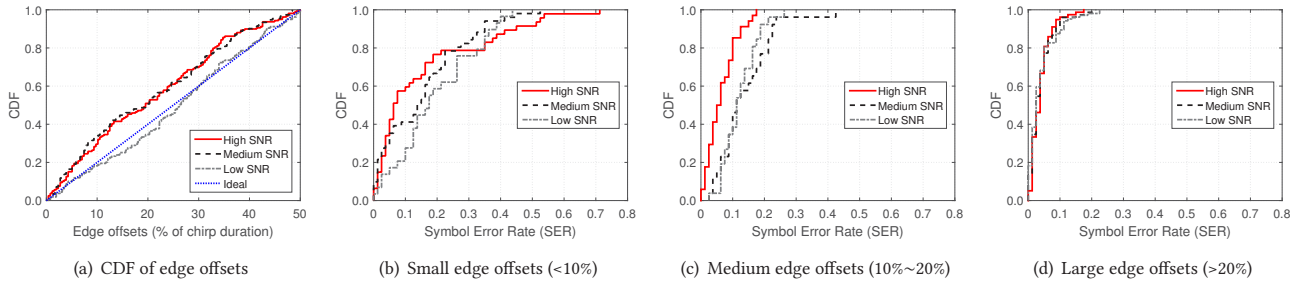 CDF
1.0
0.8
0.6
0.4
0.2
0.0
0 10 20 30 40 50
Edge offsets (% of chirp duration)
High SNR
Medium SNR
Low SNR
Ideal
(a) CDF of edge offsets
CDF
1.0
0.8
0.6
0.4
0.2
0.0
0 0.1 0.2 0.3 0.4 0.5 0.6 0.7 0.8
Symbol Error Rate (SER)
High SNR
Medium SNR
Low SNR
(b) Small edge offsets (<10%)
CDF
1.0
0.8
0.6
0.4
0.2
0.0
0 0.1 0.2 0.3 0.4 0.5 0.6 0.7 0.8
Symbol Error Rate (SER)
High SNR
Medium SNR
Low SNR
(c) Medium edge offsets (10%~20%)
CDF
1.0
0.8
0.6
0.4
0.2
0.0
0 0.1 0.2 0.3 0.4 0.5 0.6 0.7 0.8
Symbol Error Rate (SER)
High SNR
Medium SNR
Low SNR
(d) Large edge offsets (>20%)